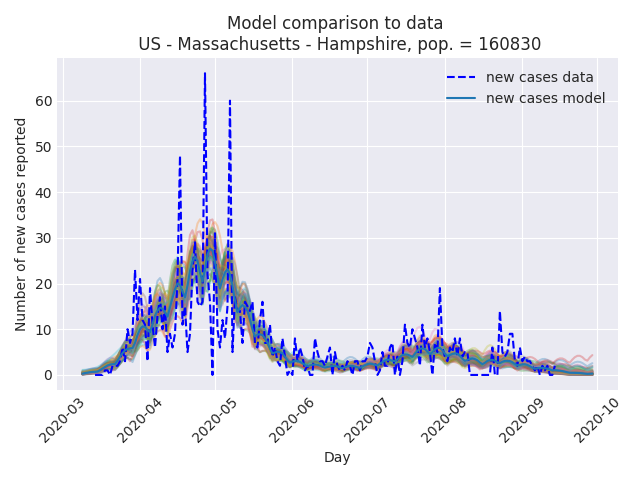 Model comparison to data
US - Massachusetts - Hampshire, pop. = 160830
new cases data
new cases model
Number of new cases reported
60
50
40
30
20
10
0
2020-03
2020-04
2020-05
2020-06
2020-07
2020-08
2020-09
2020-10
Day